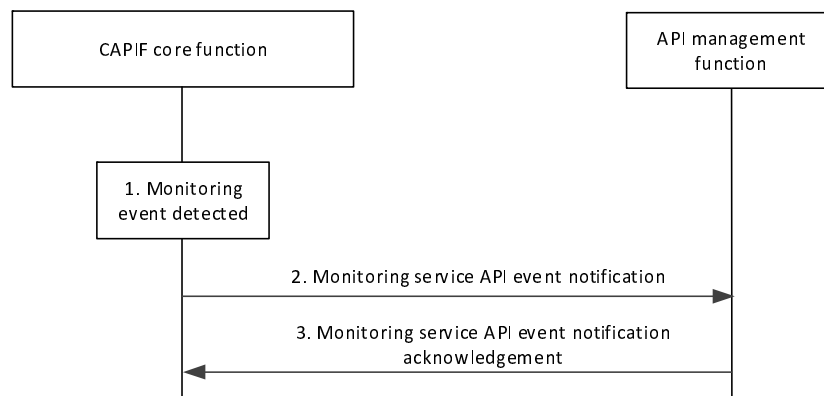 CAPIF core function
API management
function
1. Monitoring
event detected
2. Monitoring service API event notification
3. Monitoring service API event notification
acknowledgement